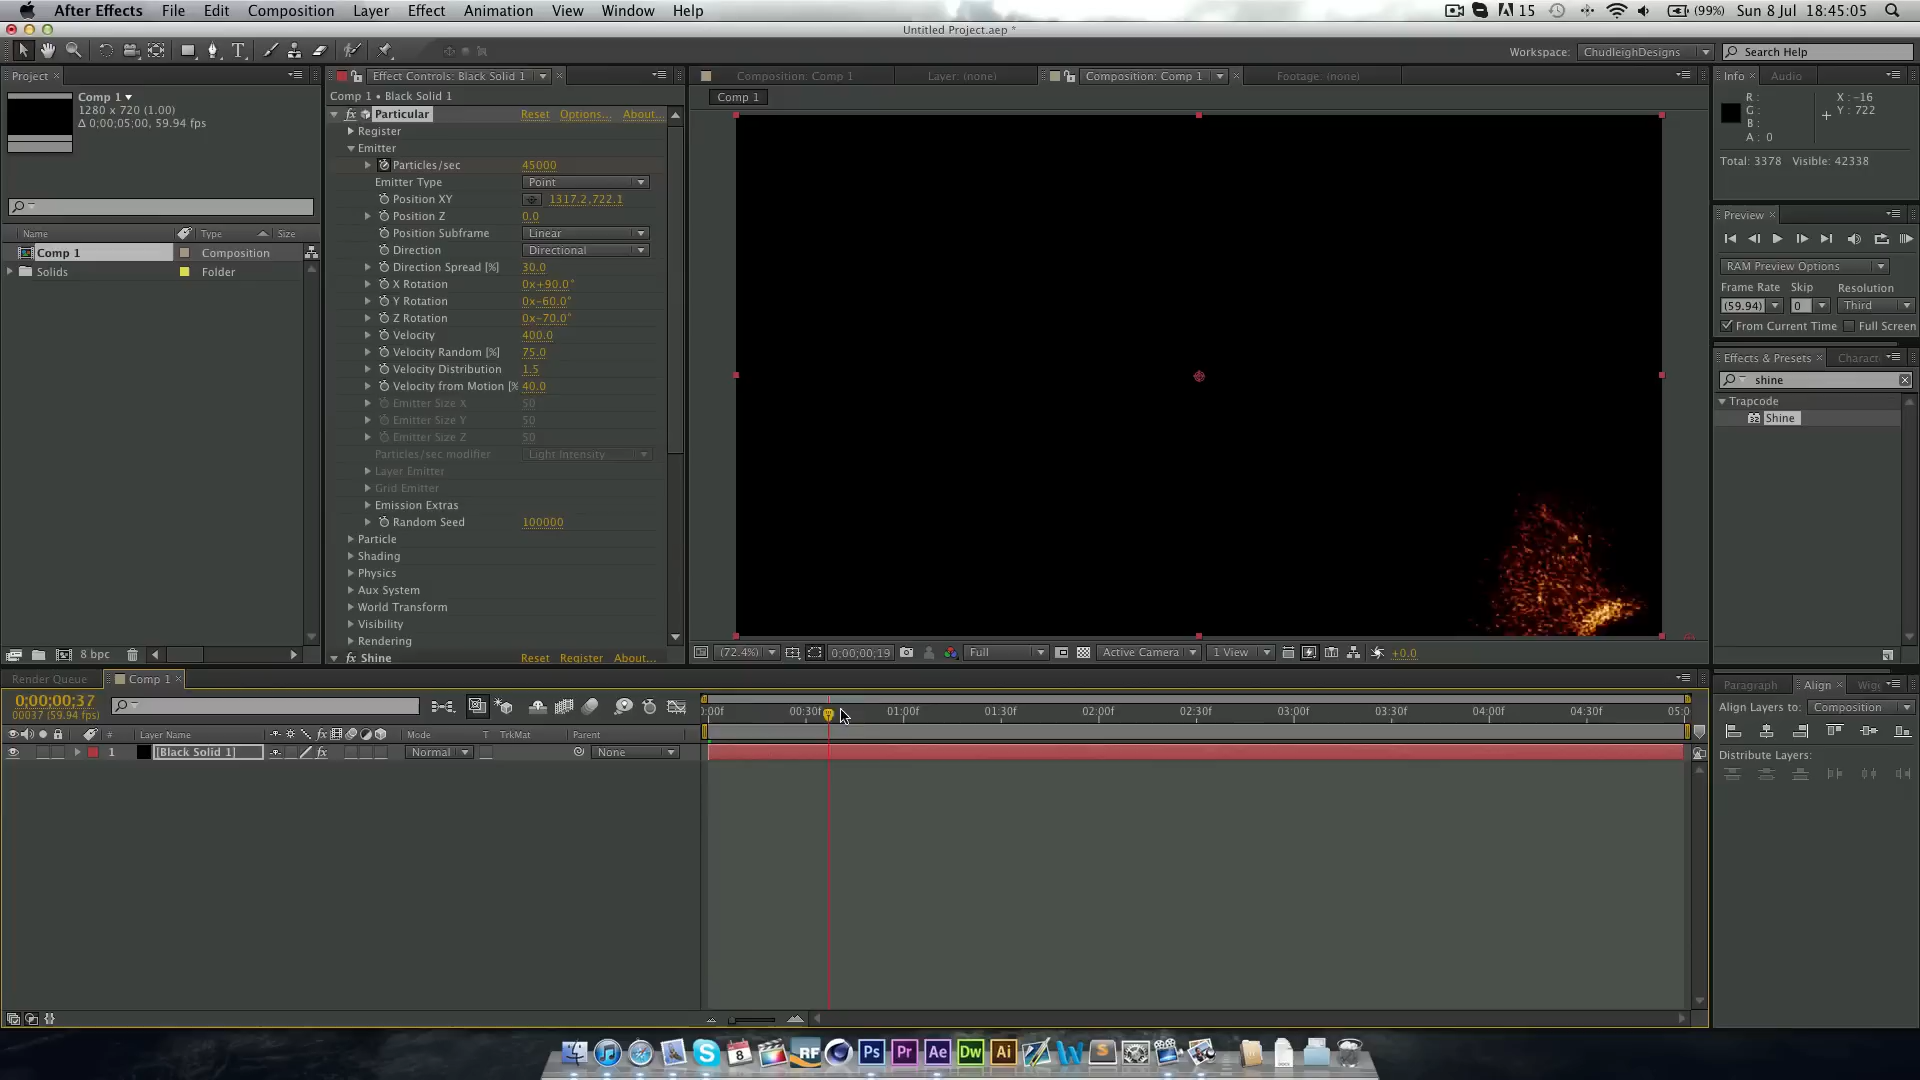 After Effects File Edit Composition Layer Effect Animation View Window Help 15 (99%) Sun 8 Jul 18:45:05
Untitled Project.aep *
Workspace: ChudleighDesigns Search Help
Project
Comp 1
1280 x 720 (1.00)
Δ 0;00;05;00, 59.94 fps
Name Type Size
Comp 1 Composition
Solids Folder
8 bpc
Effect Controls: Black Solid 1
Comp 1 • Black Solid 1
fx Particular Reset Options... About...
Register
Emitter
Particles/sec 45000
Emitter Type Point
Position XY 1317.2,722.1
Position Z 0.0
Position Subframe Linear
Direction Directional
Direction Spread [%] 30.0
X Rotation 0x+90.0°
Y Rotation 0x-60.0°
Z Rotation 0x-70.0°
Velocity 400.0
Velocity Random [%] 75.0
Velocity Distribution 1.5
Velocity from Motion [% 40.0
Emitter Size X 50
Emitter Size Y 50
Emitter Size Z 50
Particles/sec modifier Light Intensity
Layer Emitter
Grid Emitter
Emission Extras
Random Seed 100000
Particle
Shading
Physics
Aux System
World Transform
Visibility
Rendering
fx Shine Reset Register About...
Composition: Comp 1 Layer: (none) Composition: Comp 1 Footage: (none)
Comp 1
(72.4%) 0;00;00;19 Full Active Camera 1 View +0.0
Info Audio
R: X: -16
G: Y: 722
B:
A: 0
Total: 3378 Visible: 42338
Preview
RAM Preview Options
Frame Rate Skip Resolution
(59.94) 0 Third
From Current Time Full Screen
Effects & Presets Charact
shine
Trapcode
32 Shine
Render Queue Comp 1
0;00;00;37
00037 (59.94 fps)
# Layer Name fx Mode T TrkMat Parent
1 [Black Solid 1] fx Normal None
):00f 00:30f 01:00f 01:30f 02:00f 02:30f 03:00f 03:30f 04:00f 04:30f 05:0
Paragraph Align Wigg
Align Layers to: Composition
Distribute Layers:
8 RF Ps Pr Ae Dw Ai W S